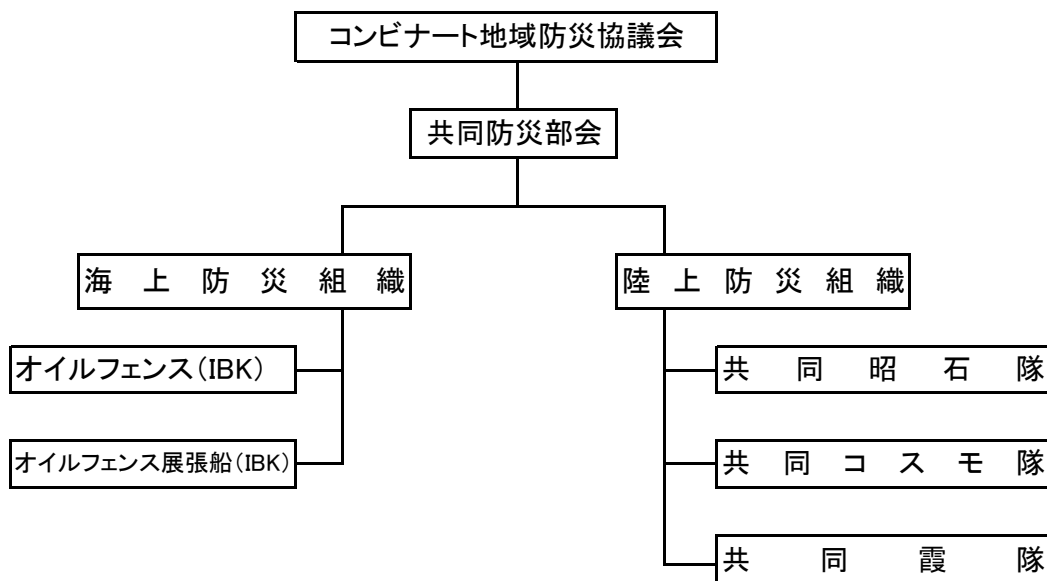 コンビナート地域防災協議会
共同防災部会
海上防災組織
陸上防災組織
オイルフェンス(IBK)
共同昭石隊
オイルフェンス展張船(IBK)
共同コスモ隊
共同霞隊